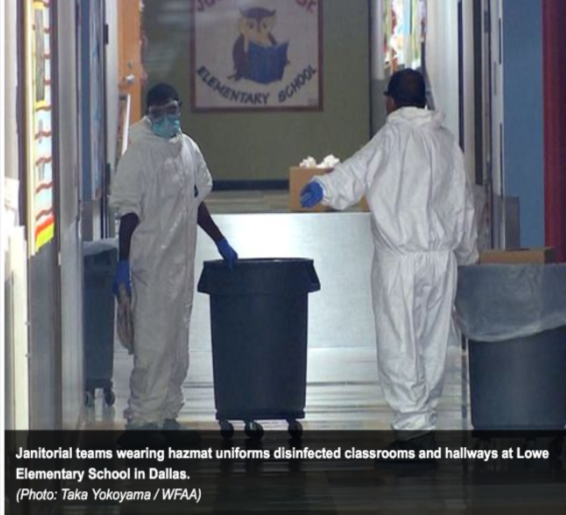 ELEMENTARY SCHOOL
Janitorial teams wearing hazmat uniforms disinfected classrooms and hallways at Lowe
Elementary School in Dallas.
(Photo: Taka Yokoyama / WFAA)